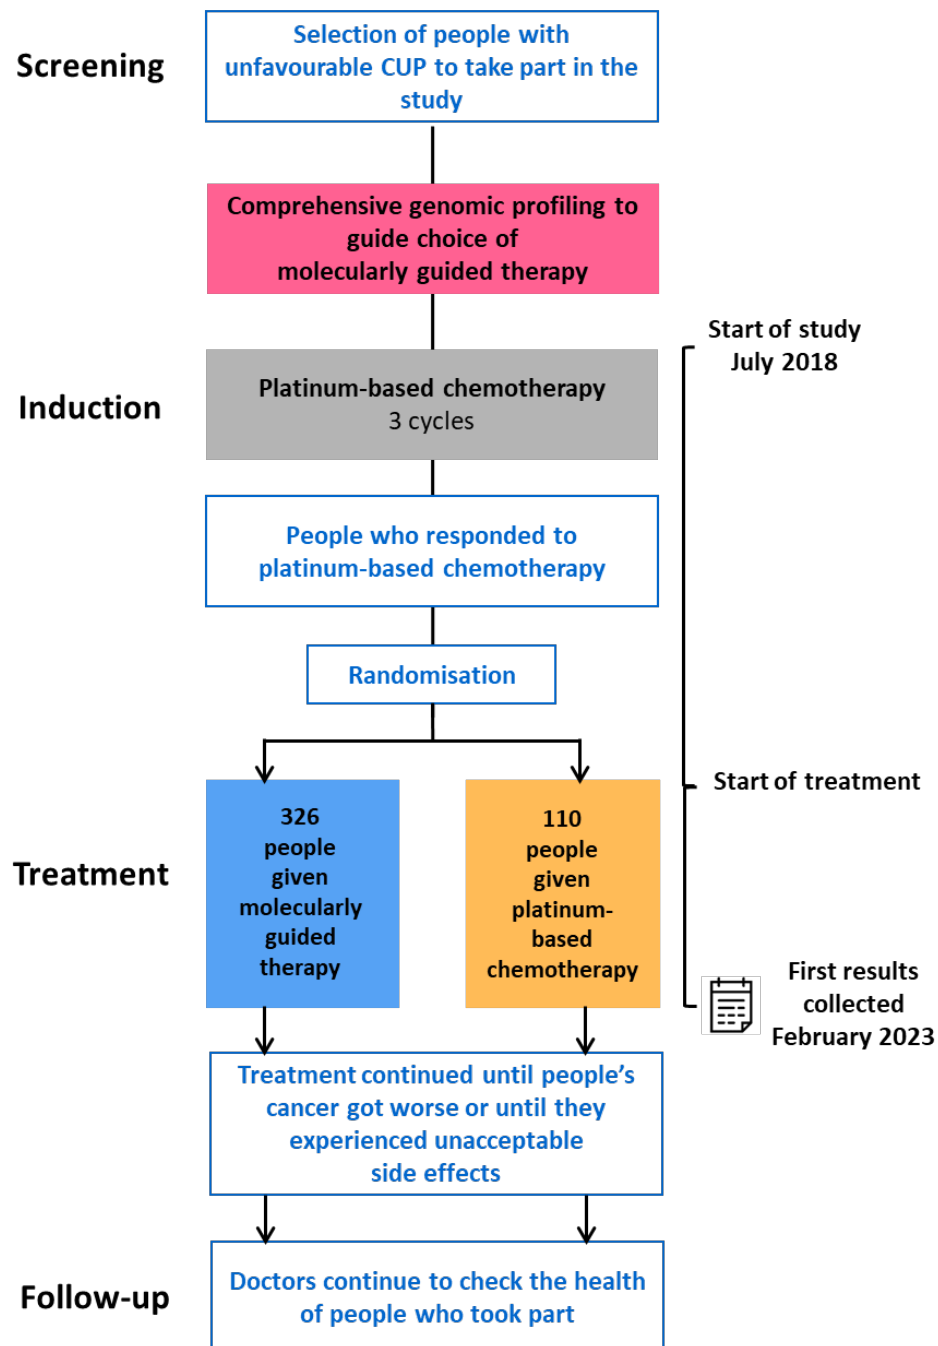 Screening
Selection of people with
unfavourable CUP to take part in the
study
Comprehensive genomic profiling to
guide choice of
molecularly guided therapy
Start of study
July 2018
Induction
Platinum-based chemotherapy
3 cycles
People who responded to
platinum-based chemotherapy
Randomisation
Start of treatment
Treatment
326
people
given
molecularly
guided
therapy
110
people
given
platinum-
based
chemotherapy
First results
collected
February 2023
Treatment continued until people’s
cancer got worse or until they
experienced unacceptable
side effects
Follow-up
Doctors continue to check the health
of people who took part